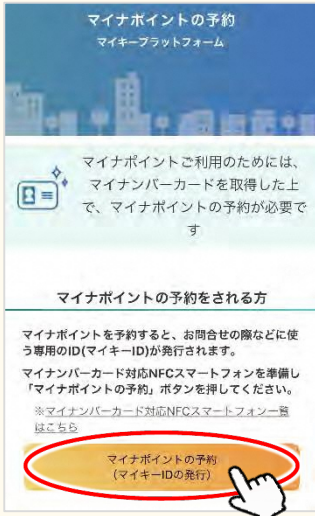 マイナポイントの予約
マイキープラットフォーム
マイナポイントご利用のためには、
マイナンバーカードを取得した上
で、マイナポイントの予約が必要で
す
マイナポイントの予約をされる方
マイナポイントを予約すると、お問合せの際などに使
う専用のID(マイキーID)が発行されます。
マイナンバーカード対応NFCスマートフォンを準備し
「マイナポイントの予約」ボタンを押してください。
※マイナンバーカード対応NFCスマートフォン一覧
はこちら
マイナポイントの予約
(マイキーIDの発行)